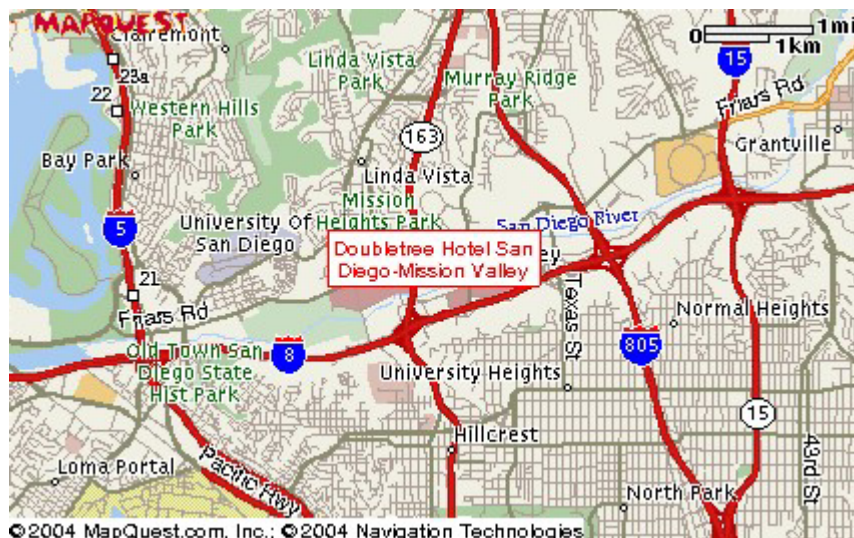 MAPQUEST
0 1mi
1km
Clairemont
23a
22
Western Hills
Park
Bay Park
Linda Vista
Park
Murray Ridge
Park
163
15
Friars Rd
Grantville
Linda Vista
Mission
Heights Park
University Of
San Diego
San Diego River
5
Doubletree Hotel San
Diego-Mission Valley
21
Friars Rd
Texas St
Normal Heights
Old Town San
Diego State
Hist Park
8
805
University Heights
15
Hillcrest
43rd St
Loma Portal
Pacific Hwy
North Park
©2004 MapQuest.com, Inc.; ©2004 Navigation Technologies